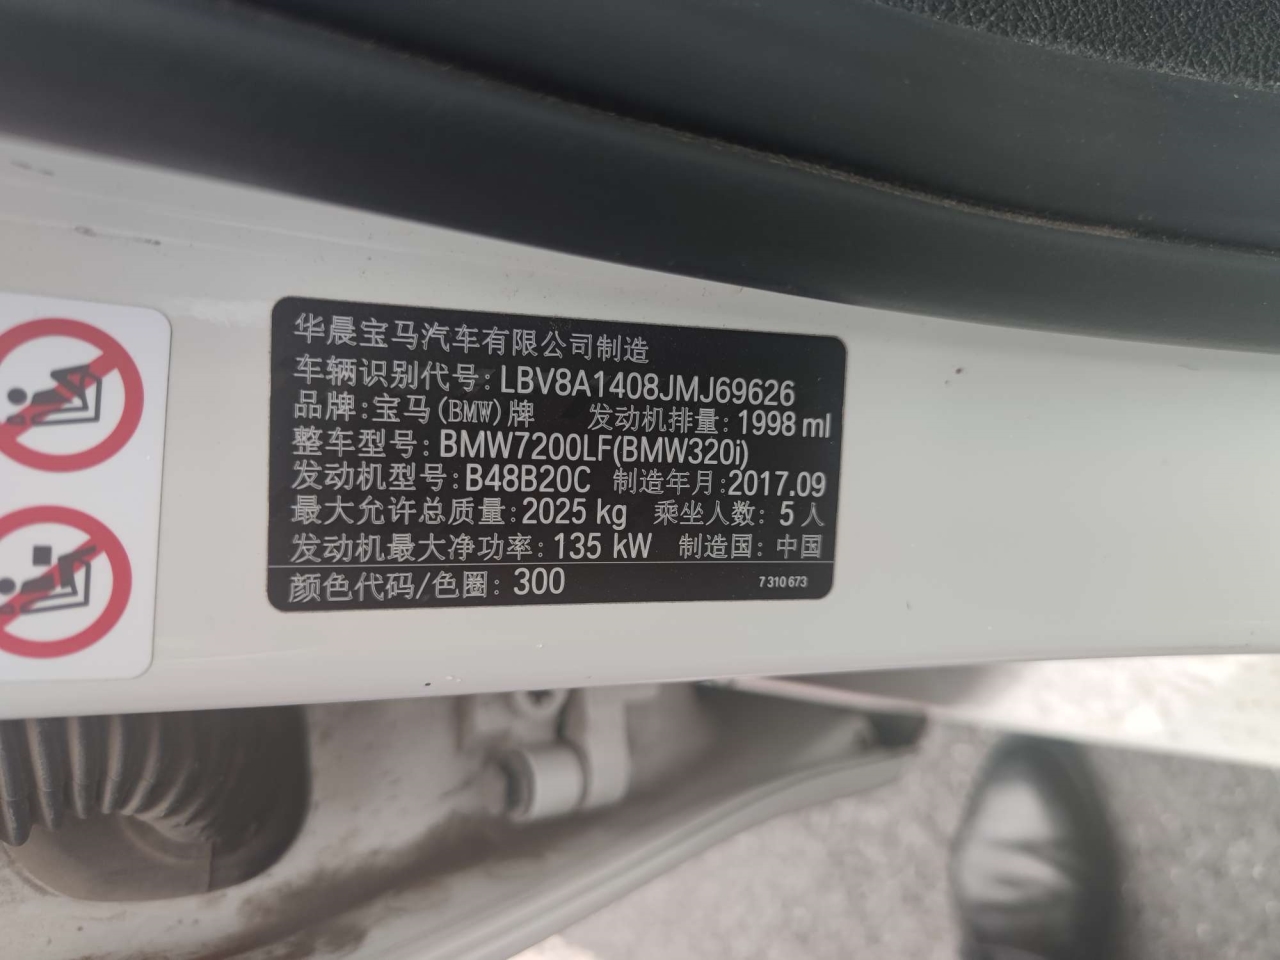 华晨宝马汽车有限公司制造
车辆识别代号: LBV8A1408JMJ69626
品牌: 宝马(BMW)牌 发动机排量: 1998 ml
整车型号: BMW7200LF(BMW320i)
发动机型号: B48B20C 制造年月: 2017.09
最大允许总质量: 2025 kg 乘坐人数: 5 人
发动机最大净功率: 135 kW 制造国: 中国
颜色代码/色圈: 300 7 310 673